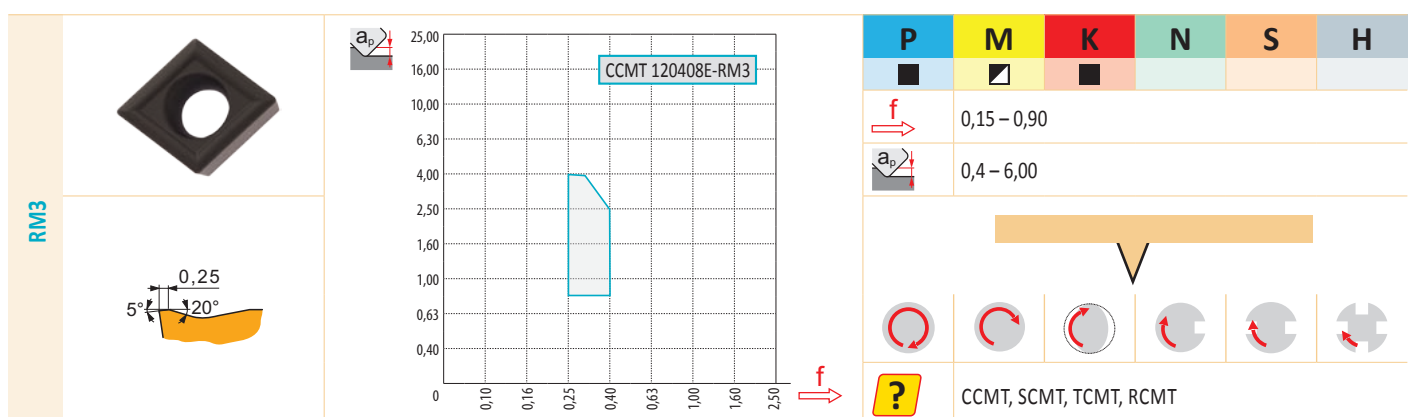 RM3
0,25
5°
20°
aₚ
25,00
16,00
10,00
6,30
4,00
2,50
1,60
1,00
0,63
0,40
0
0,10
0,16
0,25
0,40
0,63
1,00
1,60
2,50
f
CCMT 120408E-RM3
P M K N S H
f
0,15 – 0,90
aₚ
0,4 – 6,00
?
CCMT, SCMT, TCMT, RCMT